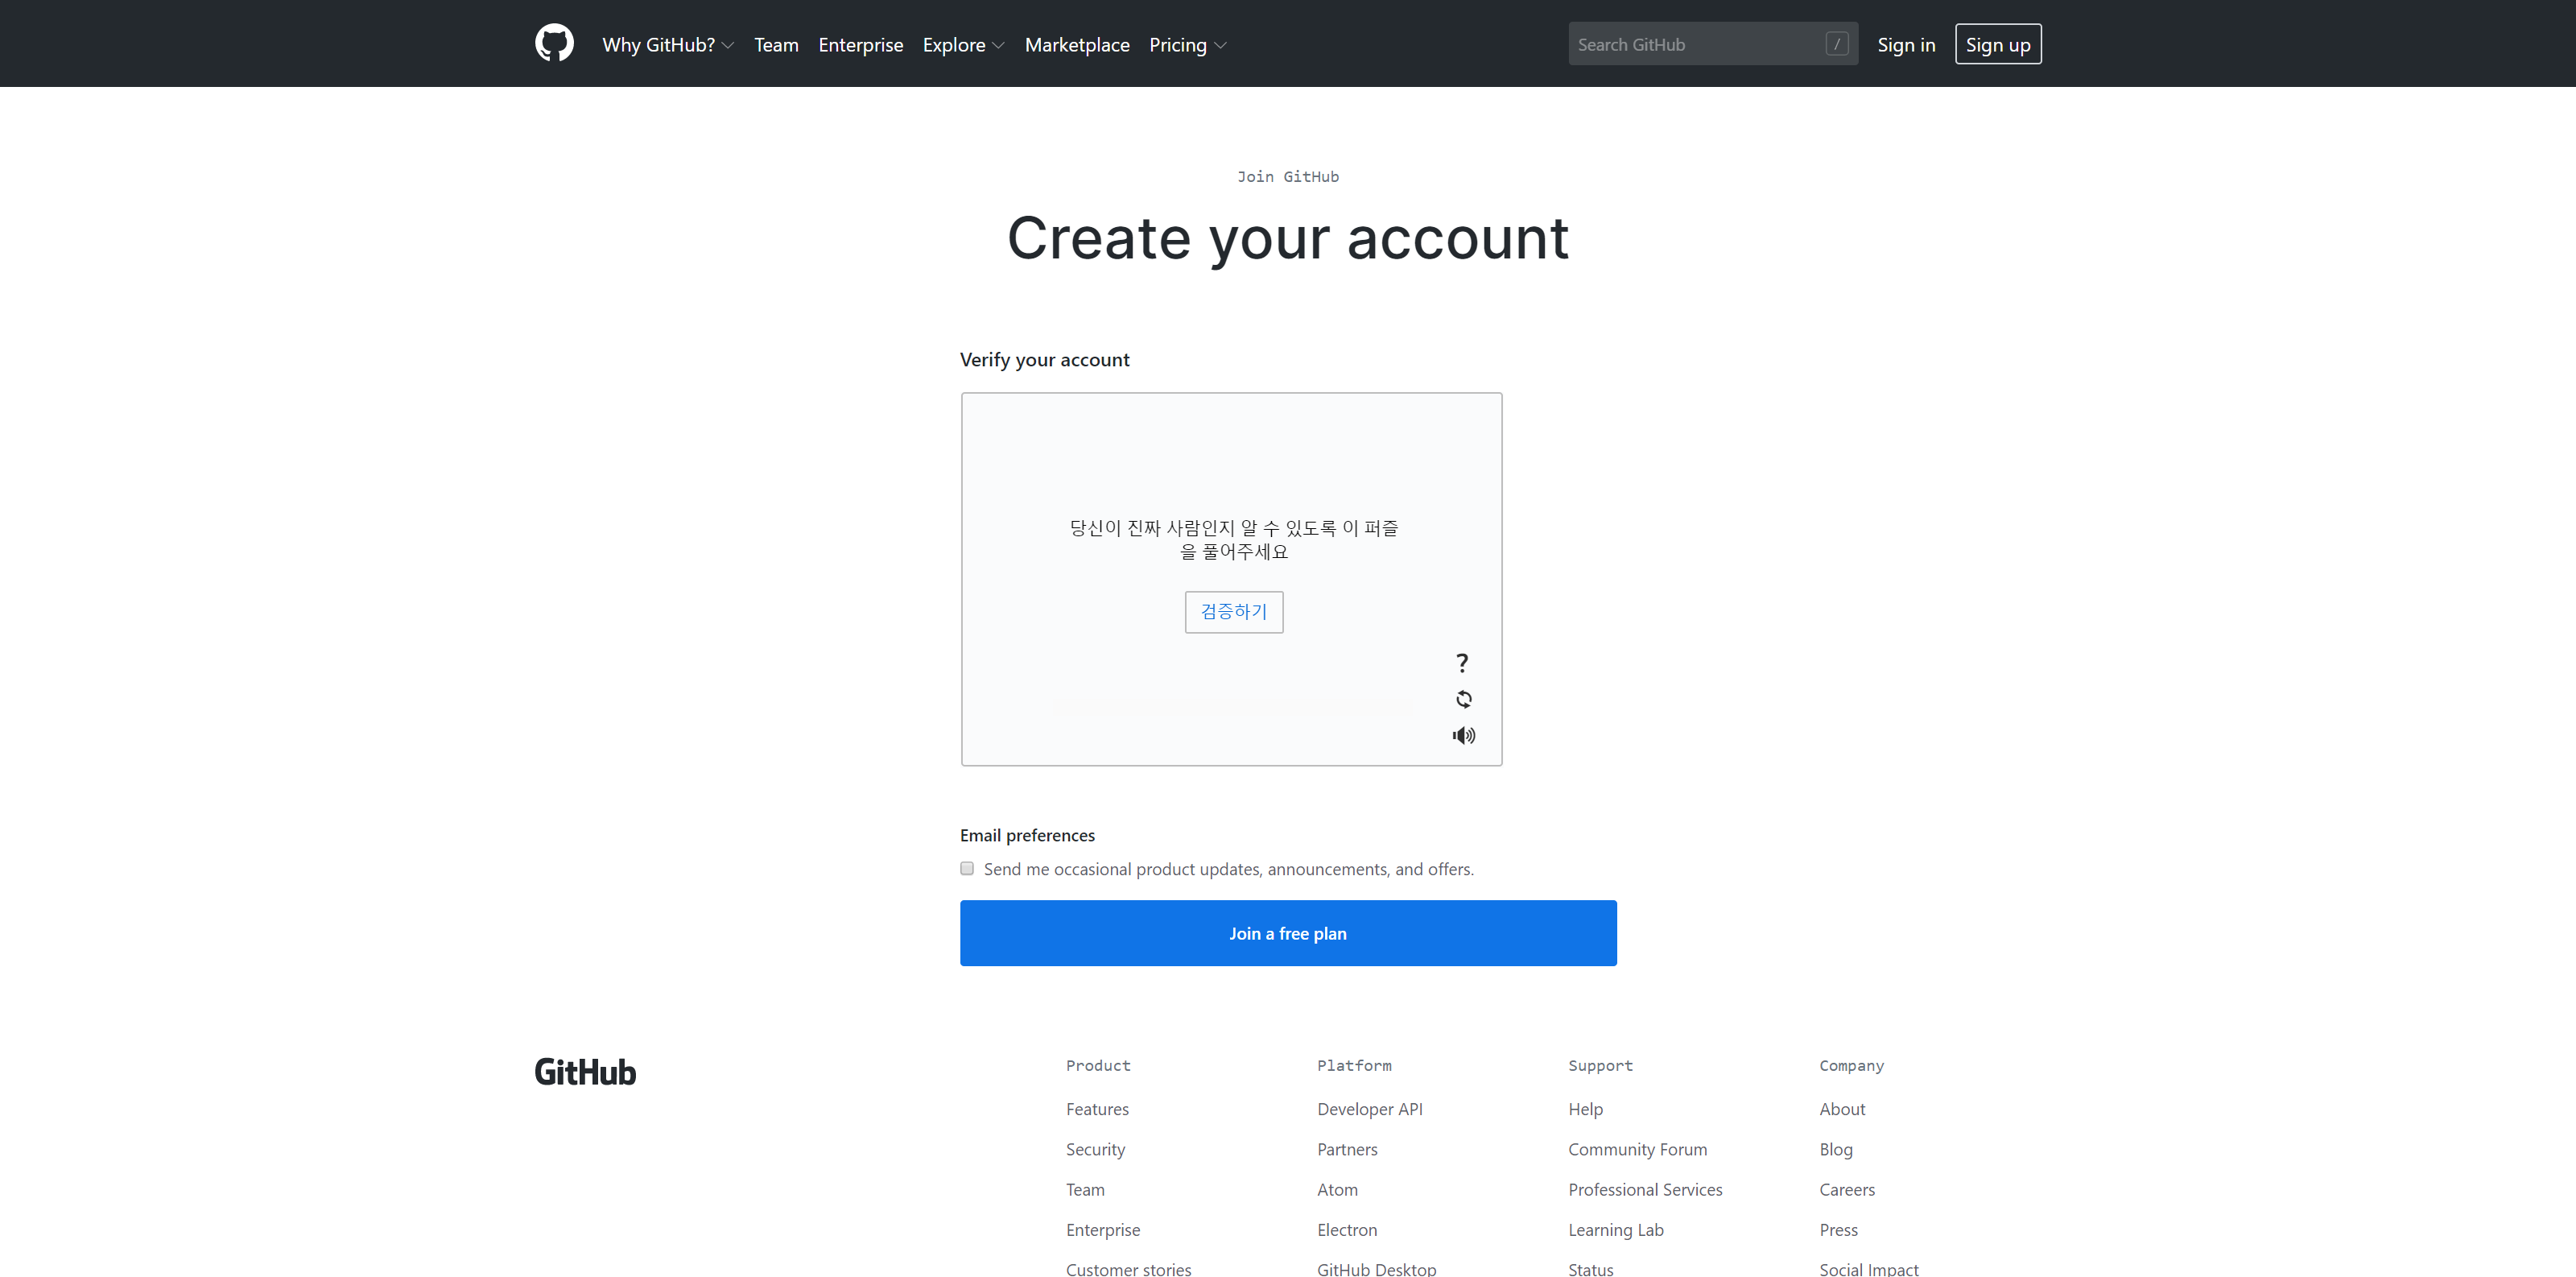 Why GitHub? Team Enterprise Explore Marketplace Pricing Search GitHub / Sign in Sign up
Join GitHub
Create your account
Verify your account
당신이 진짜 사람인지 알 수 있도록 이 퍼즐
을 풀어주세요
검증하기
?
Email preferences
Send me occasional product updates, announcements, and offers.
Join a free plan
GitHub
Product Platform Support Company
Features Developer API Help About
Security Partners Community Forum Blog
Team Atom Professional Services Careers
Enterprise Electron Learning Lab Press
Customer stories GitHub Desktop Status Social Impact